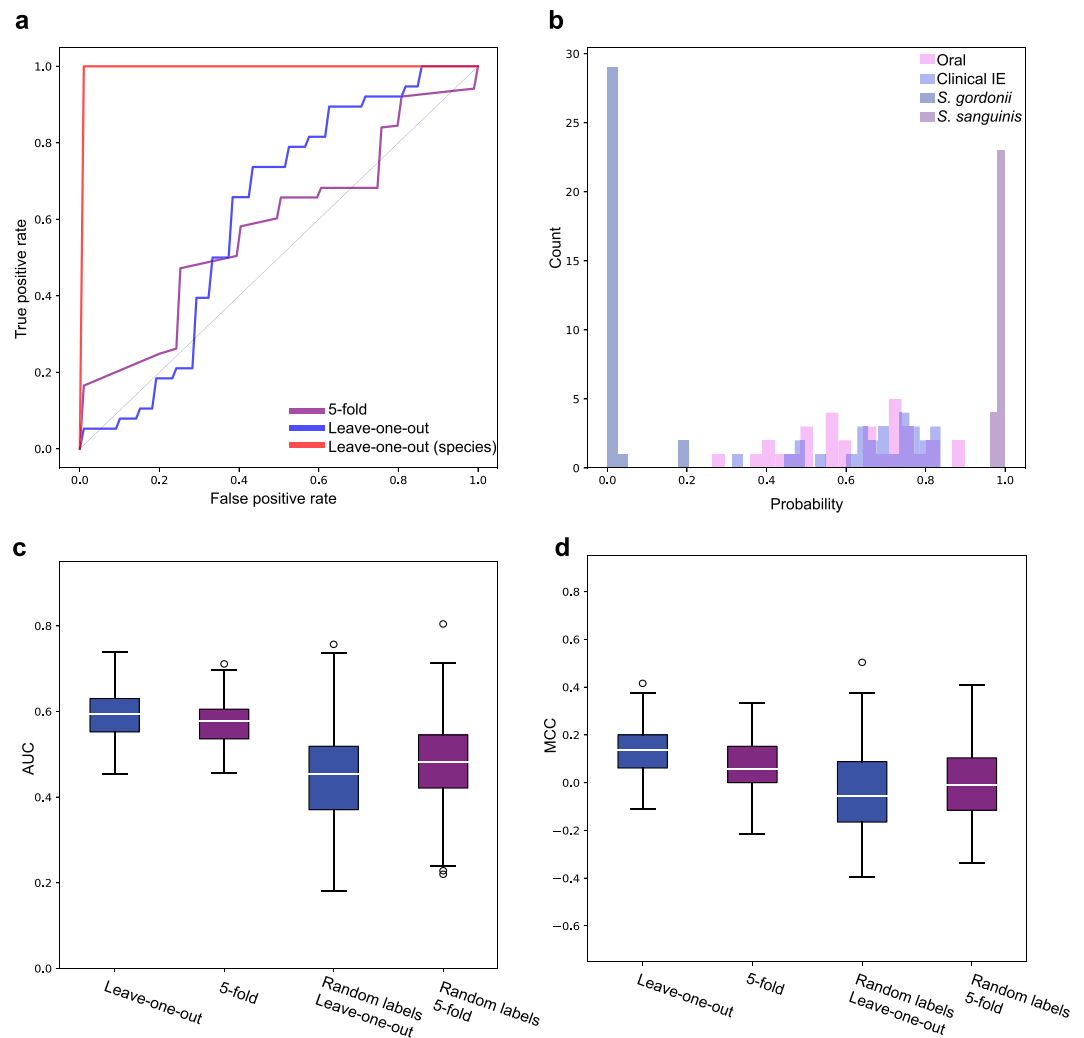 a
1.0
0.8
0.6
0.4
0.2
0.0
True positive rate
0.0
0.2
0.4
0.6
0.8
1.0
False positive rate
5-fold
Leave-one-out
Leave-one-out (species)
b
30
25
20
15
10
5
0
Count
0.0
0.2
0.4
0.6
0.8
1.0
Probability
Oral
Clinical IE
S. gordonii
S. sanguinis
c
0.8
0.6
0.4
0.2
0.0
AUC
Leave-one-out
5-fold
Random labels
Leave-one-out
Random labels
5-fold
d
0.8
0.6
0.4
0.2
0.0
−0.2
−0.4
−0.6
MCC
Leave-one-out
5-fold
Random labels
Leave-one-out
Random labels
5-fold